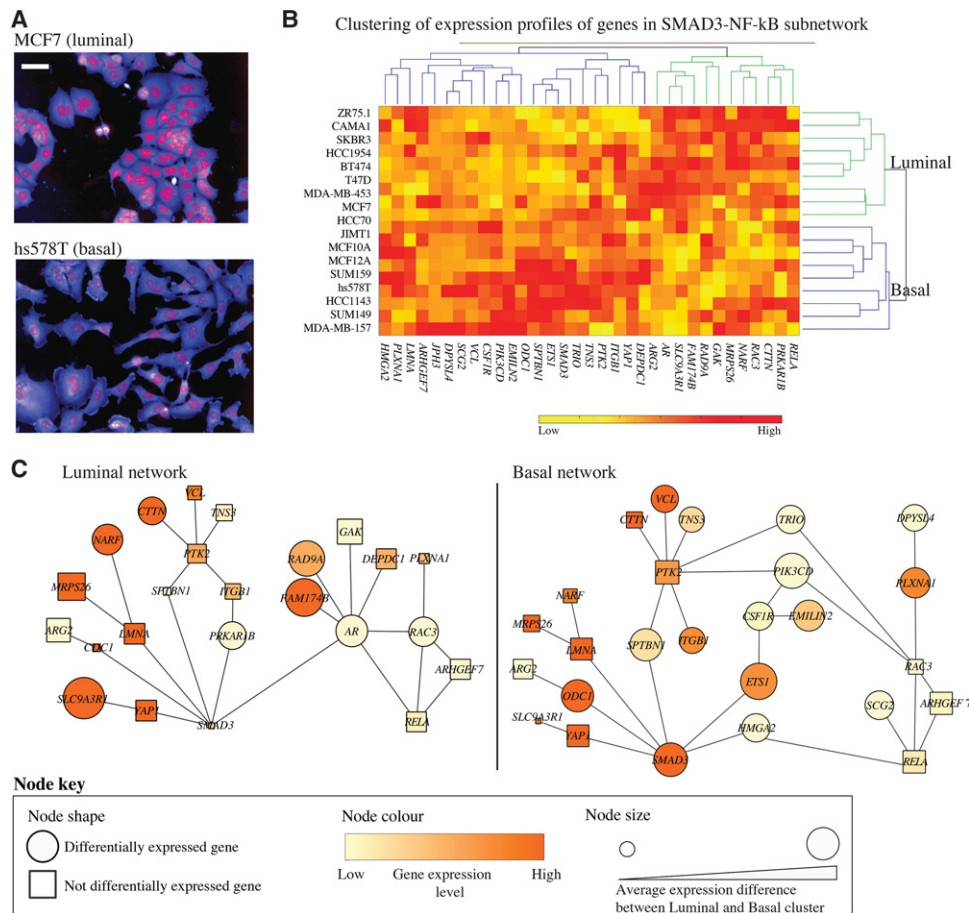 A
MCF7 (luminal)
hs578T (basal)
B
Clustering of expression profiles of genes in SMAD3-NF-kB subnetwork
ZR75.1
CAMA1
SKBR3
HCC1954
BT474
T47D
MDA-MB-453
MCF7
HCC70
JIMT1
MCF10A
MCF12A
SUM159
hs578T
HCC1143
SUM149
MDA-MB-157
Luminal
Basal
HMGA2
PLXNA1
LMNA
ARHGEF7
JPH3
DPYSL4
SCG2
VCL
CSF1R
PIK3CD
EMILIN2
ODC1
SPTBN1
ETS1
SMAD3
TRIO
TNS3
PTK2
ITGB1
YAP1
DEPDC1
ARG2
AR
SLC9A3R1
FAM174B
RAD9A
GAK
MRPS26
NARF
RAC3
CTTN
PRKAR1B
RELA
Low High
C
Luminal network
VCL
CTTN
TNS3
NARF
PTK2
MRPS26
SPTBN1
ITGB1
ARG2
LMNA
PRKAR1B
SLC9A3R1
YAP1
SMAD3
GAK
RAD9A
DEPDC1
PLXNA1
FAM174B
AR
RAC3
ARHGEF7
RELA
Basal network
VCL
CTTN
TNS3
TRIO
DPYSL4
PTK2
PIK3CD
PLXNA1
NARF
MRPS26
CSF1R
EMILIN2
LMNA
SPTBN1
ITGB1
ARG2
RAC3
ODC1
ETS1
SLC9A3R1
SCG2
ARHGEF 7
YAP1
HMGA2
SMAD3
RELA
Node key
Node shape
Differentially expressed gene
Not differentially expressed gene
Node colour
Low Gene expression High
level
Node size
Average expression difference
between Luminal and Basal cluster